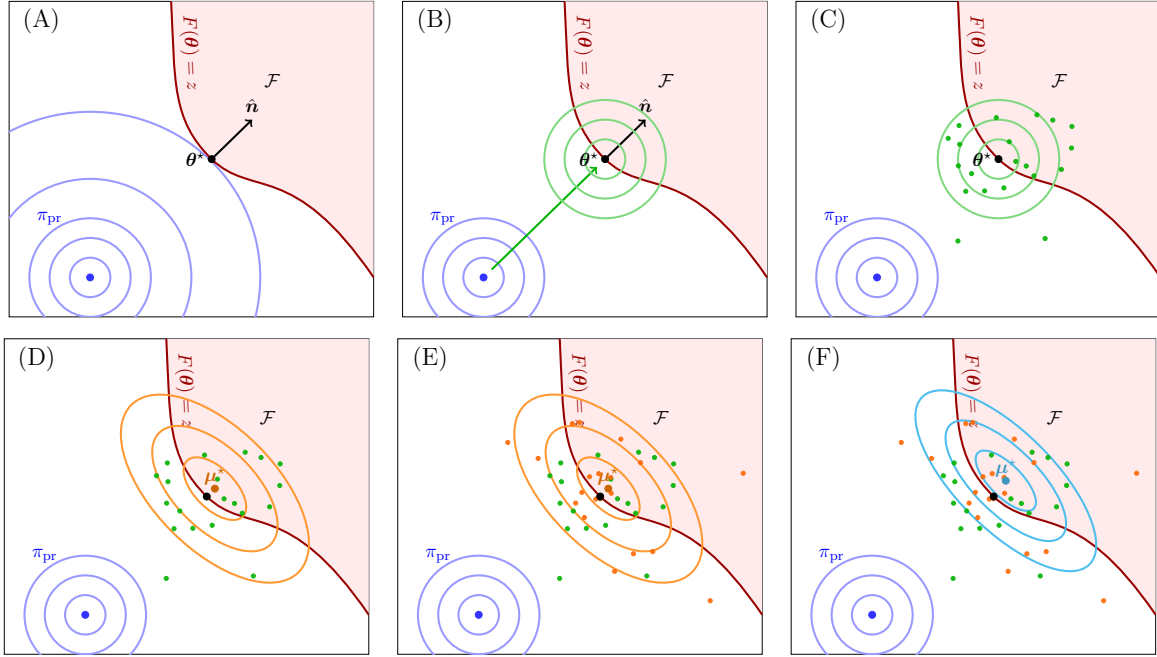 (A)
F(θ) = z
𝓕
n̂
θ⋆
π_pr
(B)
F(θ) = z
𝓕
n̂
θ⋆
π_pr
(C)
F(θ) = z
𝓕
θ⋆
π_pr
(D)
F(θ) = z
𝓕
μ⋆
π_pr
(E)
F(θ) = z
𝓕
μ⋆
π_pr
(F)
F(θ) = z
𝓕
μ⋆
π_pr